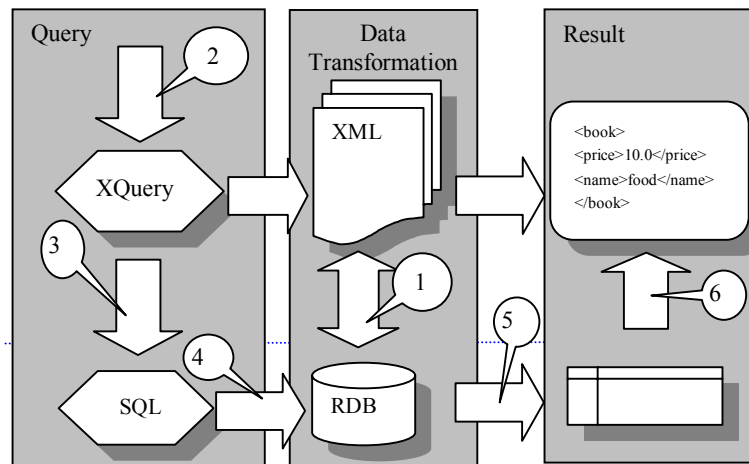 Query
2
XQuery
3
SQL
4
Data
Transformation
XML
1
RDB
5
Result
<book>
<price>10.0</price>
<name>food</name>
</book>
6